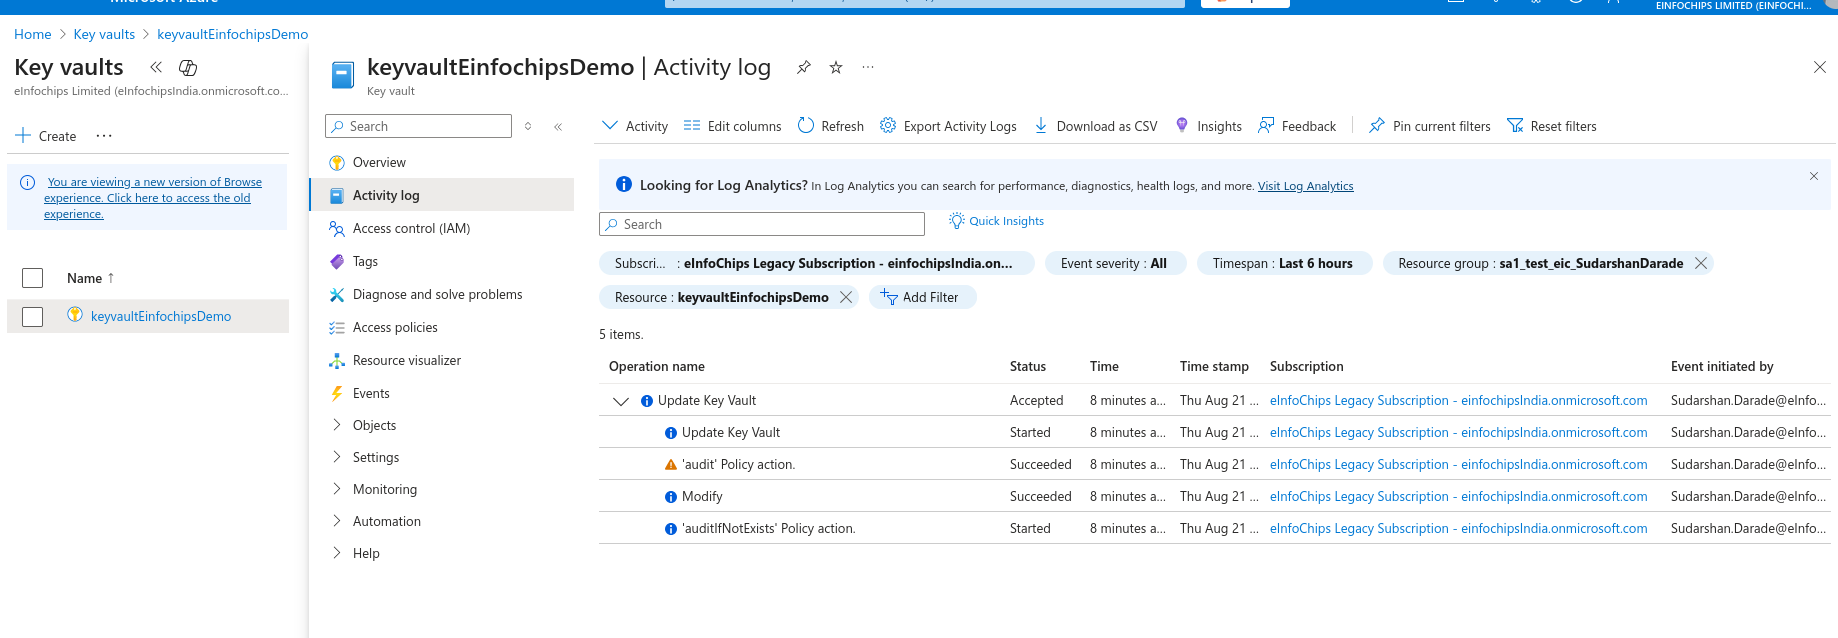 Microsoft Azure
EINFOCHIPS LIMITED (EINFOCHI...
Home > Key vaults > keyvaultEinfochipsDemo
Key vaults
eInfochips Limited (eInfochipsIndia.onmicrosoft.co...
Create
You are viewing a new version of Browse
experience. Click here to access the old
experience.
Name ↑
keyvaultEinfochipsDemo
keyvaultEinfochipsDemo | Activity log
Key vault
Search
Overview
Activity log
Access control (IAM)
Tags
Diagnose and solve problems
Access policies
Resource visualizer
Events
Objects
Settings
Monitoring
Automation
Help
Activity Edit columns Refresh Export Activity Logs Download as CSV Insights Feedback Pin current filters Reset filters
Looking for Log Analytics? In Log Analytics you can search for performance, diagnostics, health logs, and more. Visit Log Analytics
Search Quick Insights
Subscri... : eInfoChips Legacy Subscription - einfochipsIndia.on... Event severity : All Timespan : Last 6 hours Resource group : sa1_test_eic_SudarshanDarade
Resource : keyvaultEinfochipsDemo Add Filter
5 items.
Operation name Status Time Time stamp Subscription Event initiated by
Update Key Vault Accepted 8 minutes a... Thu Aug 21 ... eInfoChips Legacy Subscription - einfochipsIndia.onmicrosoft.com Sudarshan.Darade@eInfo...
Update Key Vault Started 8 minutes a... Thu Aug 21 ... eInfoChips Legacy Subscription - einfochipsIndia.onmicrosoft.com Sudarshan.Darade@eInfo...
'audit' Policy action. Succeeded 8 minutes a... Thu Aug 21 ... eInfoChips Legacy Subscription - einfochipsIndia.onmicrosoft.com Sudarshan.Darade@eInfo...
Modify Succeeded 8 minutes a... Thu Aug 21 ... eInfoChips Legacy Subscription - einfochipsIndia.onmicrosoft.com Sudarshan.Darade@eInfo...
'auditIfNotExists' Policy action. Started 8 minutes a... Thu Aug 21 ... eInfoChips Legacy Subscription - einfochipsIndia.onmicrosoft.com Sudarshan.Darade@eInfo...